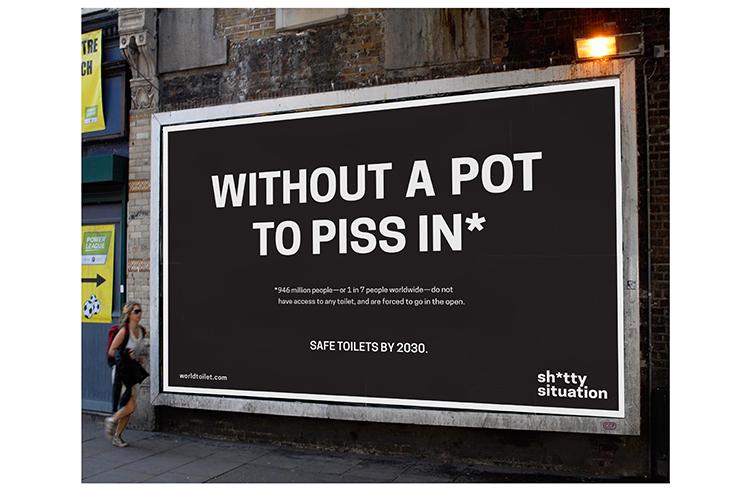 TRE
CH
WITHOUT A POT
TO PISS IN*
*946 million people—or 1 in 7 people worldwide—do not
have access to any toilet, and are forced to go in the open.
SAFE TOILETS BY 2030.
worldtoilet.com
sh*tty
situation
POWER
LEAGUE